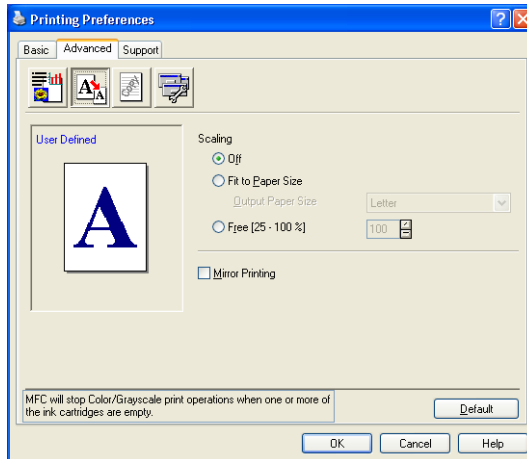 Printing Preferences
Basic Advanced Support
A A copy
User Defined
A
Scaling
Off
Fit to Paper Size
Output Paper Size Letter
Free [25 - 100 %] 100
Mirror Printing
MFC will stop Color/Grayscale print operations when one or more of
the ink cartridges are empty.
Default
OK Cancel Help